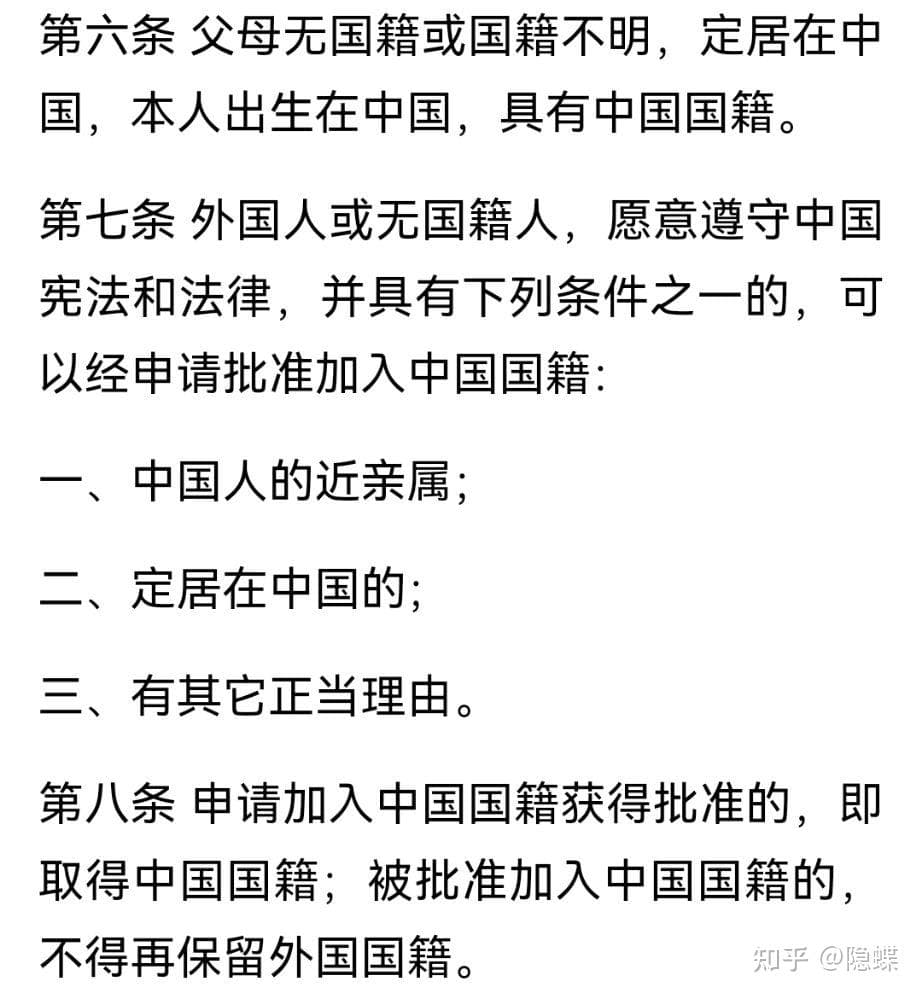 第六条 父母无国籍或国籍不明，定居在中
国，本人出生在中国，具有中国国籍。
第七条 外国人或无国籍人，愿意遵守中国
宪法和法律，并具有下列条件之一的，可
以经申请批准加入中国国籍：
一、中国人的近亲属；
二、定居在中国的；
三、有其它正当理由。
第八条 申请加入中国国籍获得批准的，即
取得中国国籍；被批准加入中国国籍的，
不得再保留外国国籍。
知乎 @隐蝶